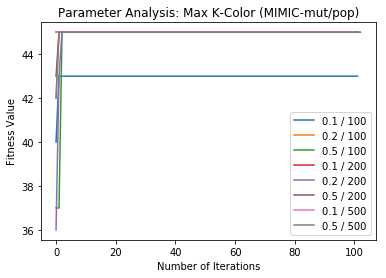 Parameter Analysis: Max K-Color (MIMIC-mut/pop)
Fitness Value
44
42
40
38
36
0.1 / 100
0.2 / 100
0.5 / 100
0.1 / 200
0.2 / 200
0.5 / 200
0.1 / 500
0.5 / 500
0 20 40 60 80 100
Number of Iterations